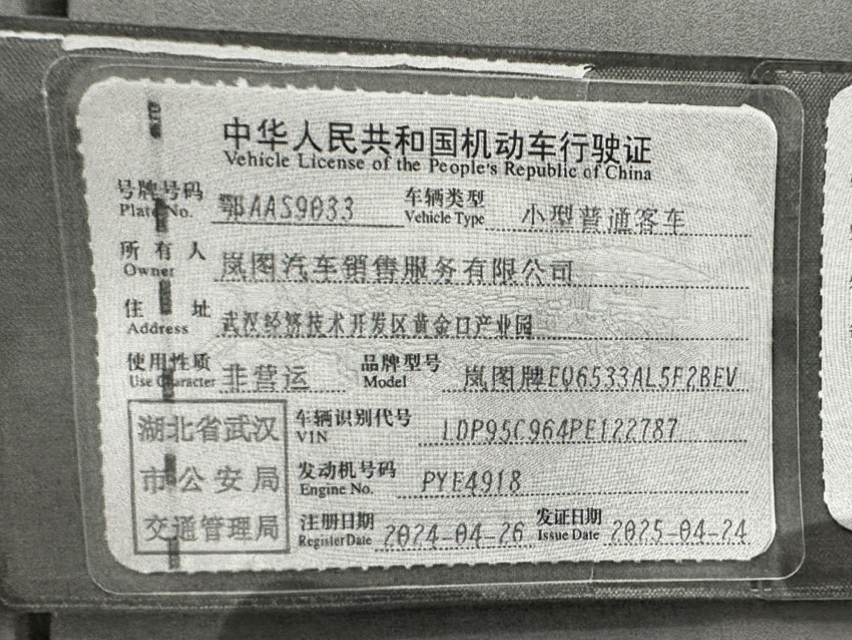 中华人民共和国机动车行驶证
Vehicle License of the People's Republic of China
号牌号码 鄂AAS9033 车辆类型 小型普通客车
Plate No. Vehicle Type
所有人 岚图汽车销售服务有限公司
Owner
住址 武汉经济技术开发区黄金口产业园
Address
使用性质 非营运 品牌型号 岚图牌EQ6533AL5F2BEV
Use Character Model
湖北省武汉
市公安局
交通管理局
车辆识别代号 LDP95C964PE122787
VIN
发动机号码 PYE4918
Engine No.
注册日期 2024-04-26 发证日期 2025-04-24
Register Date Issue Date